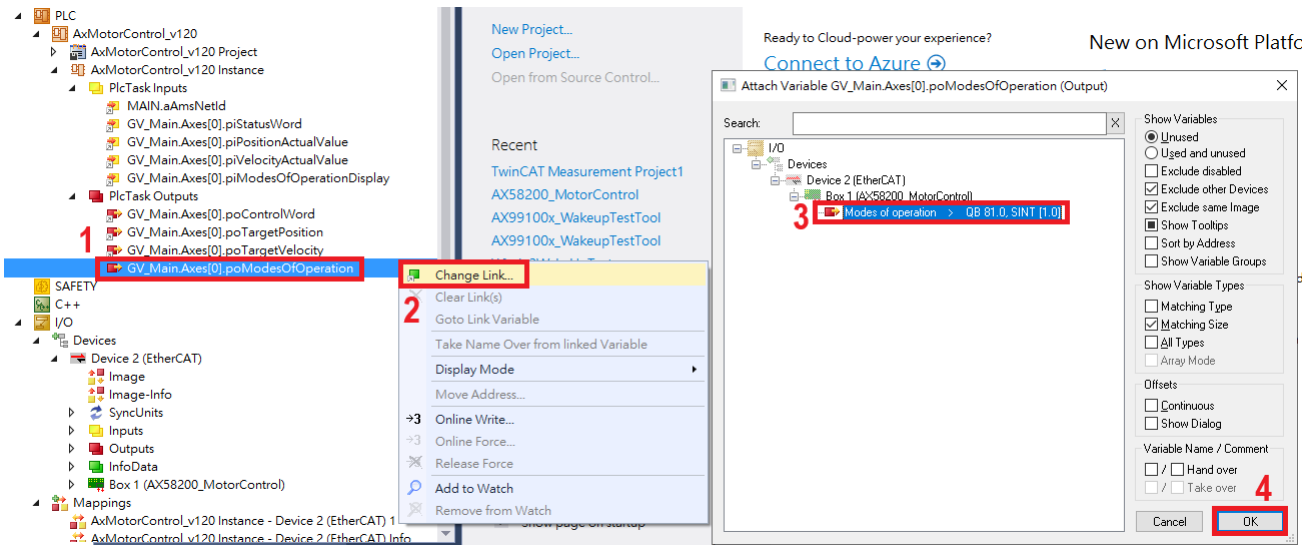 PLC
AxMotorControl_v120
AxMotorControl_v120 Project
AxMotorControl_v120 Instance
PlcTask Inputs
MAIN.aAmsNetId
GV_Main.Axes[0].piStatusWord
GV_Main.Axes[0].piPositionActualValue
GV_Main.Axes[0].piVelocityActualValue
GV_Main.Axes[0].piModesOfOperationDisplay
PlcTask Outputs
GV_Main.Axes[0].poControlWord
GV_Main.Axes[0].poTargetPosition
GV_Main.Axes[0].poTargetVelocity
1
GV_Main.Axes[0].poModesOfOperation
SAFETY
C++
I/O
Devices
Device 2 (EtherCAT)
Image
Image-Info
SyncUnits
Inputs
Outputs
InfoData
Box 1 (AX58200_MotorControl)
Mappings
AxMotorControl_v120 Instance - Device 2 (EtherCAT) 1
AxMotorControl_v120 Instance - Device 2 (EtherCAT) Info
New Project...
Open Project...
Open from Source Control...
Recent
TwinCAT Measurement Project1
AX58200_MotorControl
AX99100x_WakeupTestTool
AX99100x_WakeupTestTool
Ready to Cloud-power your experience?
Connect to Azure
New on Microsoft Platfo
2
Change Link...
Clear Link(s)
Goto Link Variable
Take Name Over from linked Variable
Display Mode
Move Address...
Online Write...
Online Force...
Release Force
Add to Watch
Remove from Watch
Show page on startup
Attach Variable GV_Main.Axes[0].poModesOfOperation (Output)
Search:
X
I/O
Devices
Device 2 (EtherCAT)
Box 1 (AX58200_MotorControl)
3
Modes of operation > QB 81.0, SINT [1.0]
Show Variables
Unused
Used and unused
Exclude disabled
Exclude other Devices
Exclude same Image
Show Tooltips
Sort by Address
Show Variable Groups
Show Variable Types
Matching Type
Matching Size
All Types
Array Mode
Offsets
Continuous
Show Dialog
Variable Name / Comment
/ Hand over
/ Take over
4
Cancel
OK